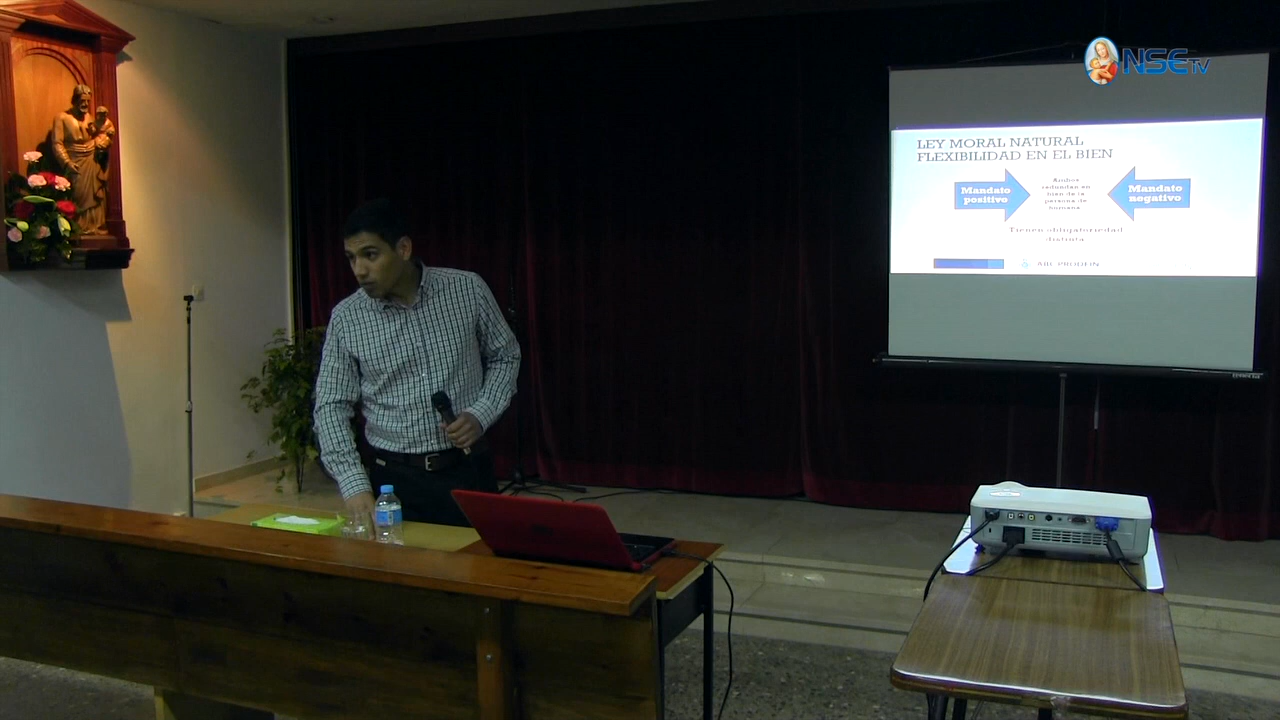 NSETV
LEY MORAL NATURAL
FLEXIBILIDAD EN EL BIEN
Mandato
positivo
Ambos
redundan en
bien de la
persona
humana
Mandato
negativo
Tienen obligatoriedad
distinta